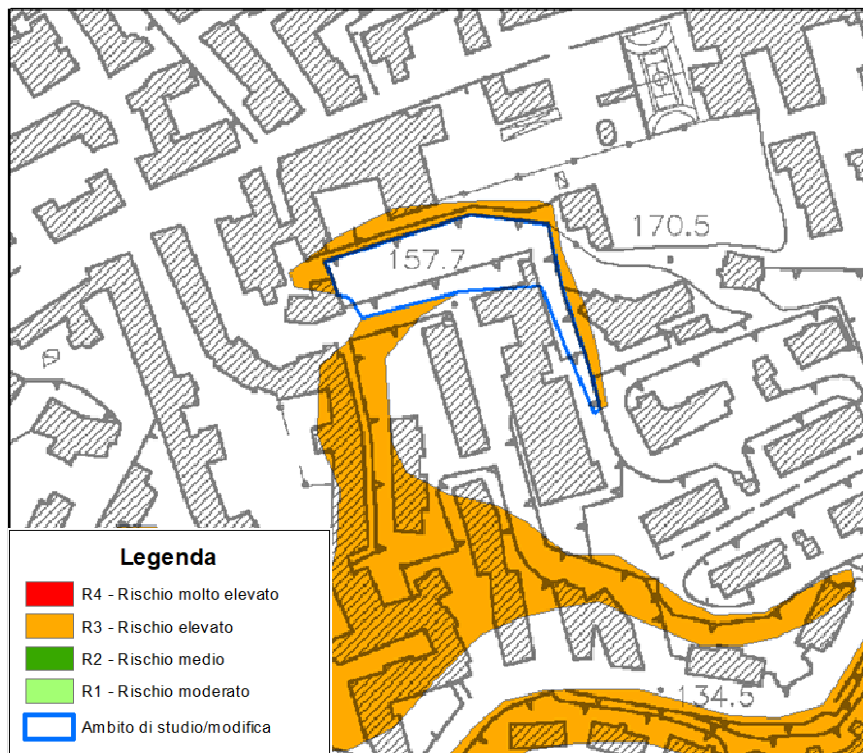 170.5
157.7
134.5
Legenda
R4 - Rischio molto elevato
R3 - Rischio elevato
R2 - Rischio medio
R1 - Rischio moderato
Ambito di studio/modifica